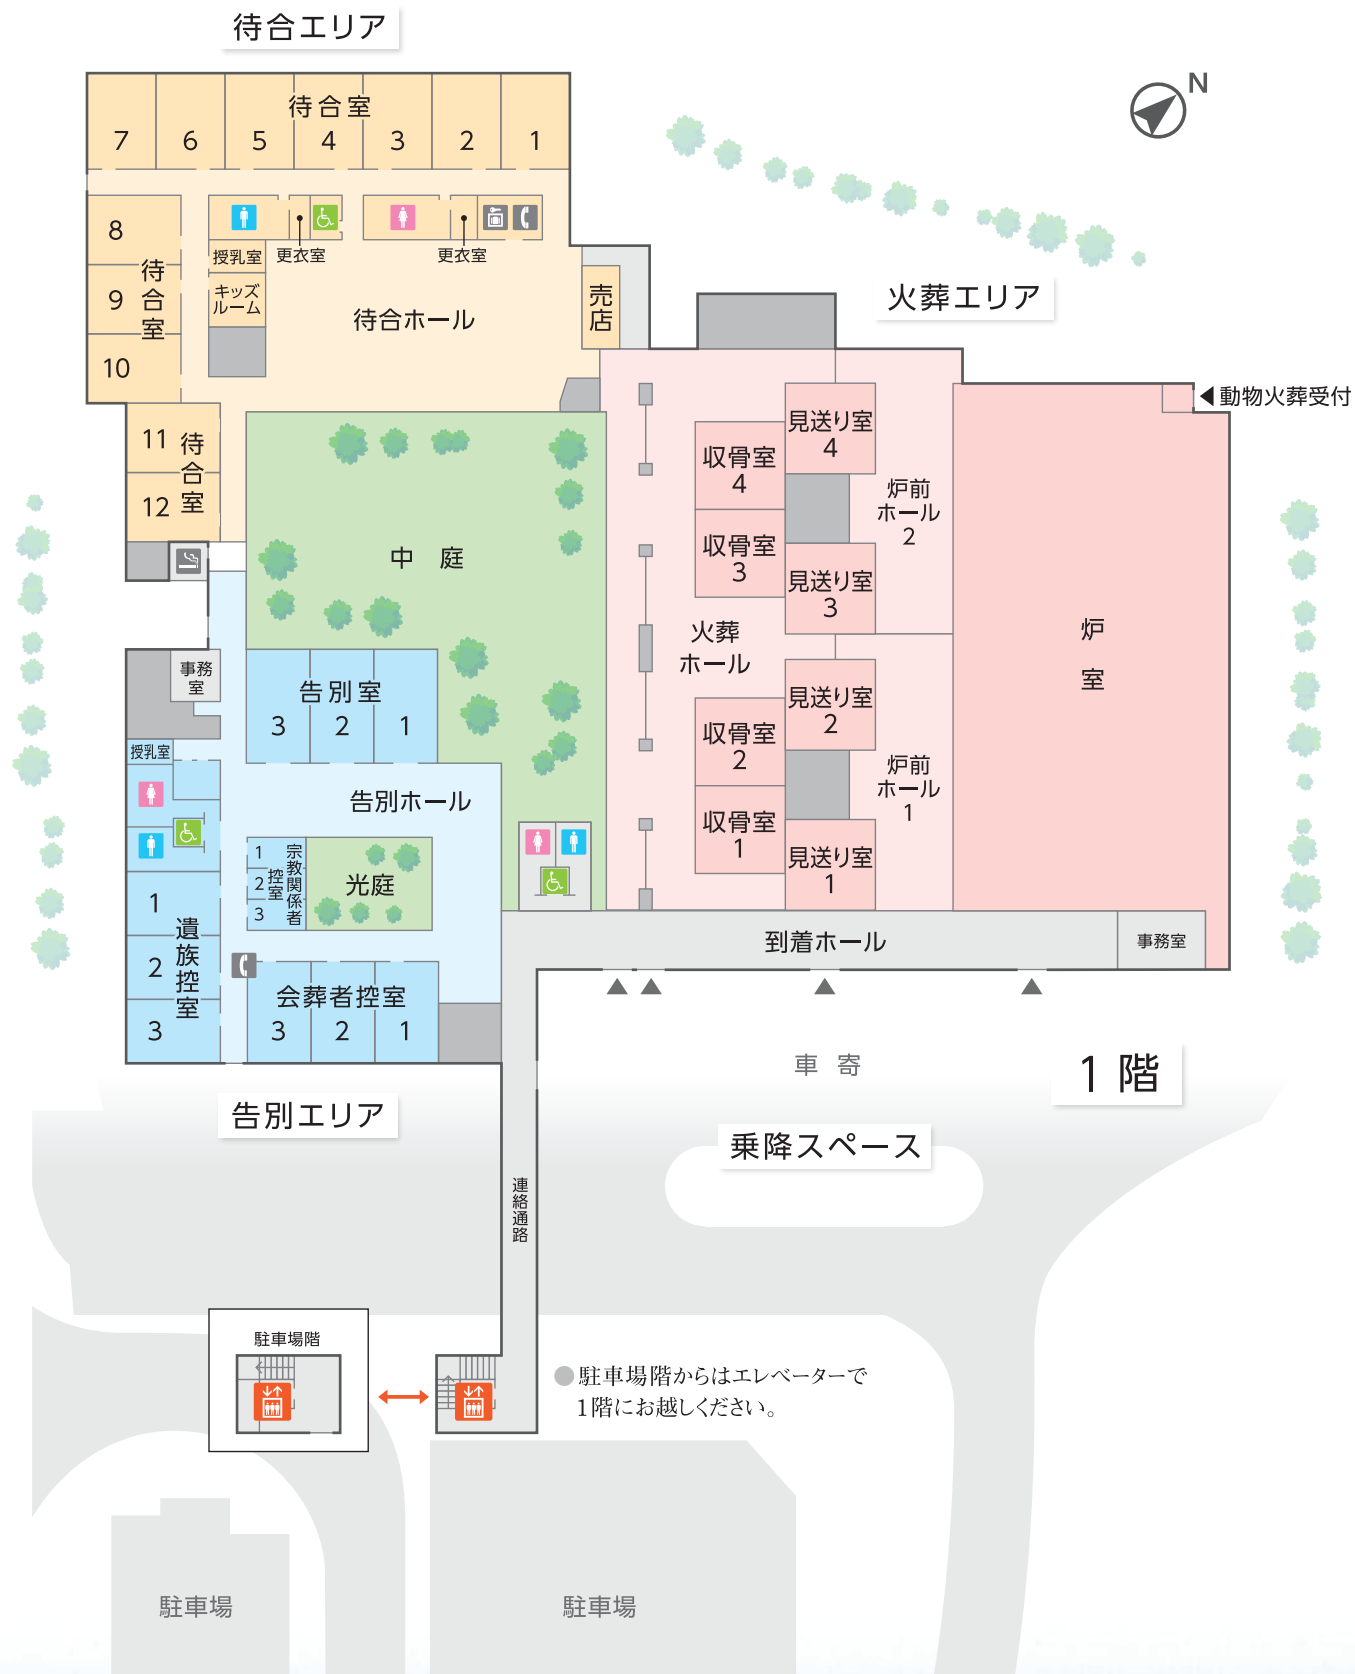 待合エリア
N
待合室
7 6 5 4 3 2 1
8
9
10
待合室
更衣室
更衣室
授乳室
キッズ
ルーム
待合ホール
売店
火葬エリア
動物火葬受付
11
12
待合室
中 庭
収骨室
4
収骨室
3
見送り室
4
見送り室
3
炉前
ホール
2
火葬
ホール
炉室
収骨室
2
収骨室
1
見送り室
2
見送り室
1
炉前
ホール
1
事務
室
告別室
3 2 1
授乳室
告別ホール
1
2
3
控室
宗教関係者
光庭
1
2
3
遺族控室
会葬者控室
3 2 1
到着ホール
事務室
車 寄
1階
告別エリア
乗降スペース
連絡通路
駐車場階
駐車場階からはエレベーターで
1階にお越しください。
駐車場
駐車場